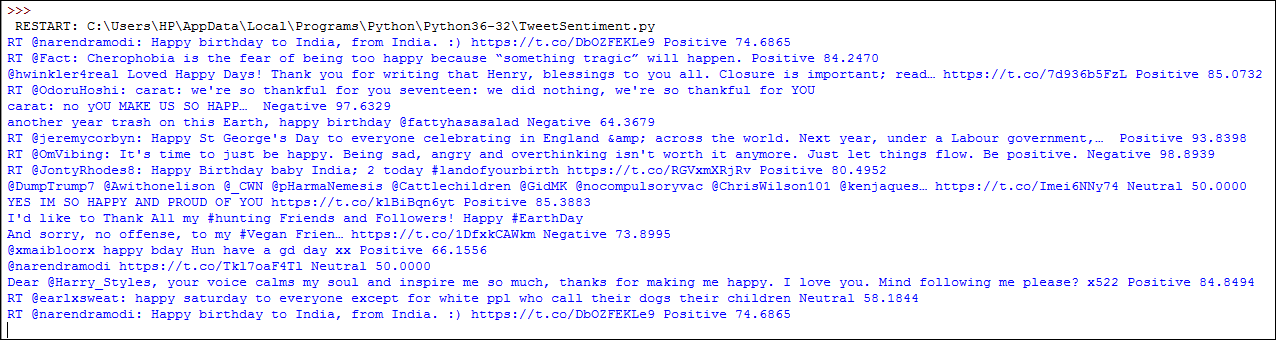 >>>
RESTART: C:\Users\HP\AppData\Local\Programs\Python\Python36-32\TweetSentiment.py
RT @narendramodi: Happy birthday to India, from India. :) https://t.co/DbOZFEKLe9 Positive 74.6865
RT @Fact: Cherophobia is the fear of being too happy because “something tragic” will happen. Positive 84.2470
@hwinkler4real Loved Happy Days! Thank you for writing that Henry, blessings to you all. Closure is important; read… https://t.co/7d936b5FzL Positive 85.0732
RT @OdoruHoshi: carat: we're so thankful for you seventeen: we did nothing, we're so thankful for YOU
carat: no yOU MAKE US SO HAPP…  Negative 97.6329
another year trash on this Earth, happy birthday @fattyhasasalad Negative 64.3679
RT @jeremycorbyn: Happy St George's Day to everyone celebrating in England &amp; across the world. Next year, under a Labour government,…  Positive 93.8398
RT @OmVibing: It's time to just be happy. Being sad, angry and overthinking isn't worth it anymore. Just let things flow. Be positive. Negative 98.8939
RT @JontyRhodes8: Happy Birthday baby India; 2 today #landofyourbirth https://t.co/RGVxmXRjRv Positive 80.4952
@DumpTrump7 @Awithonelison @_CWN @pHarmaNemesis @Cattlechildren @GidMK @nocompulsoryvac @ChrisWilson101 @kenjaques… https://t.co/Imei6NNy74 Neutral 50.0000
YES IM SO HAPPY AND PROUD OF YOU https://t.co/klBiBqn6yt Positive 85.3883
I'd like to Thank All my #hunting Friends and Followers! Happy #EarthDay
And sorry, no offense, to my #Vegan Frien… https://t.co/1DfxkCAWkm Negative 73.8995
@xmaibloorx happy bday Hun have a gd day xx Positive 66.1556
@narendramodi https://t.co/Tkl7oaF4Tl Neutral 50.0000
Dear @Harry_Styles, your voice calms my soul and inspire me so much, thanks for making me happy. I love you. Mind following me please? x522 Positive 84.8494
RT @earlxsweat: happy saturday to everyone except for white ppl who call their dogs their children Neutral 58.1844
RT @narendramodi: Happy birthday to India, from India. :) https://t.co/DbOZFEKLe9 Positive 74.6865